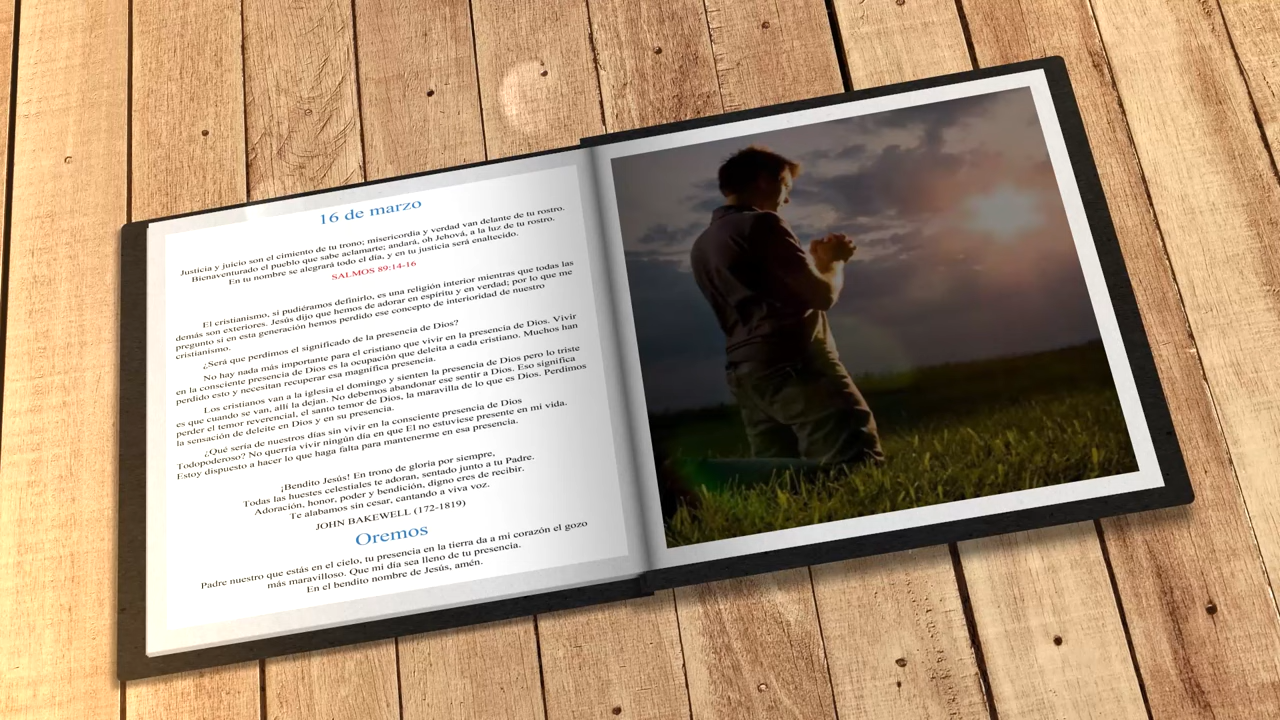 16 de marzo
Justicia y juicio son el cimiento de tu trono; misericordia y verdad van delante de tu rostro.
Bienaventurado el pueblo que sabe aclamarte; andará, oh Jehová, a la luz de tu rostro.
En tu nombre se alegrará todo el día, y en tu justicia será enaltecido.
SALMOS 89:14-16
El cristianismo, si pudiéramos definirlo, es una religión interior mientras que todas las
demás son exteriores. Jesús dijo que hemos de adorar en espíritu y en verdad; por lo que me
pregunto si en esta generación hemos perdido ese concepto de interioridad de nuestro
cristianismo.
¿Será que perdimos el significado de la presencia de Dios?
No hay nada más importante para el cristiano que vivir en la presencia de Dios. Vivir
en la consciente presencia de Dios es la ocupación que deleita a cada cristiano. Muchos han
perdido esto y necesitan recuperar esa magnífica presencia.
Los cristianos van a la iglesia el domingo y sienten la presencia de Dios pero lo triste
es que cuando se van, allí la dejan. No debemos abandonar ese sentir a Dios. Eso significa
perder el temor reverencial, el santo temor de Dios, la maravilla de lo que es Dios. Perdimos
la sensación de deleite en Dios y en su presencia.
¿Qué sería de nuestros días sin vivir en la consciente presencia de Dios
Todopoderoso? No querría vivir ningún día en que El no estuviese presente en mi vida.
Estoy dispuesto a hacer lo que haga falta para mantenerme en esa presencia.
¡Bendito Jesús! En trono de gloria por siempre,
Todas las huestes celestiales te adoran, sentado junto a tu Padre.
Adoración, honor, poder y bendición, digno eres de recibir.
Te alabamos sin cesar, cantando a viva voz.
JOHN BAKEWELL (172-1819)
Oremos
Padre nuestro que estás en el cielo, tu presencia en la tierra da a mi corazón el gozo
más maravilloso. Que mi día sea lleno de tu presencia.
En el bendito nombre de Jesús, amén.